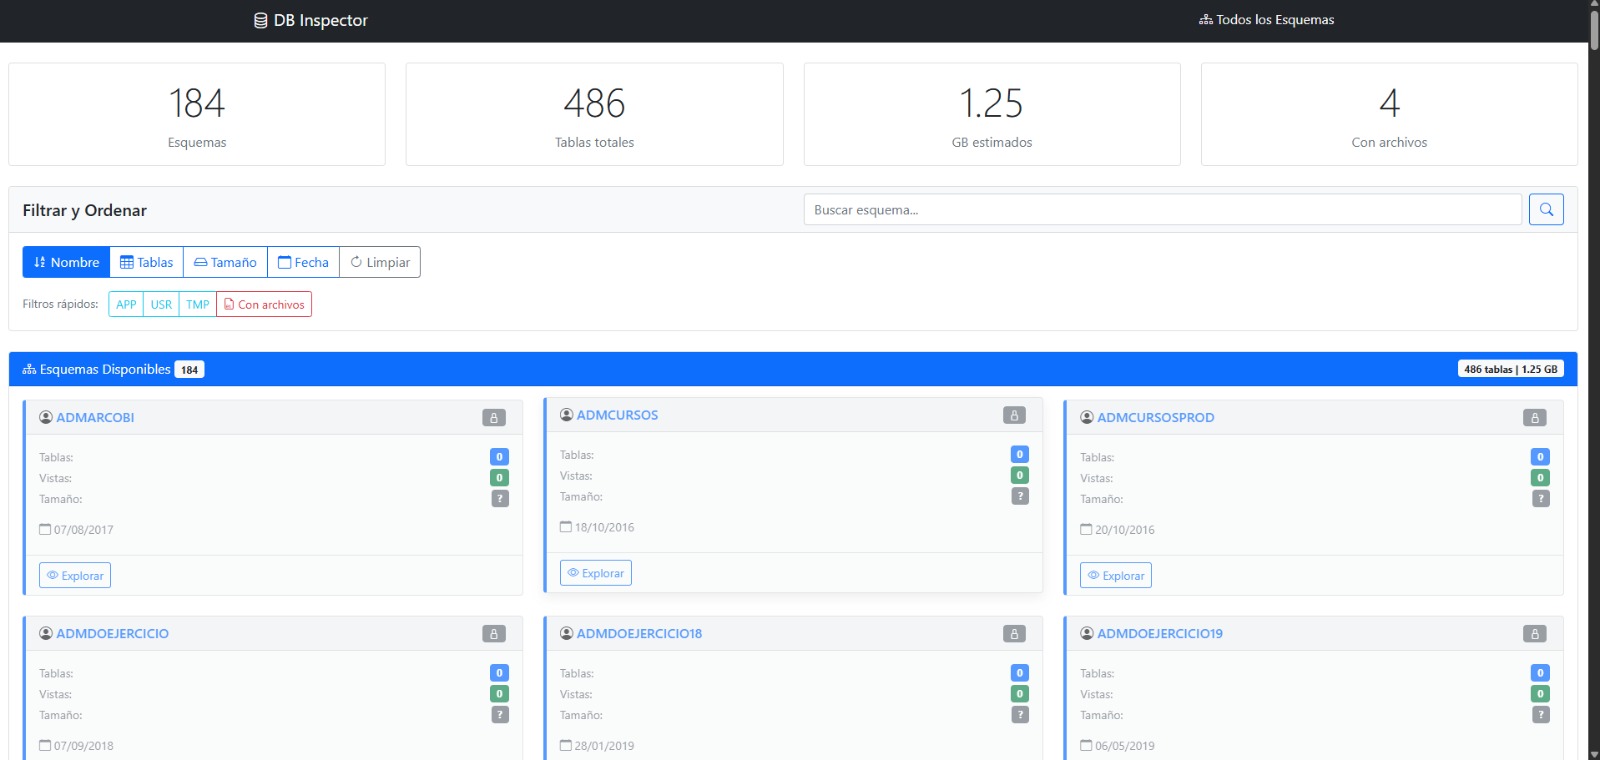 DB Inspector
Todos los Esquemas
184
Esquemas
486
Tablas totales
1.25
GB estimados
4
Con archivos
Filtrar y Ordenar
Buscar esquema...
Nombre Tablas Tamaño Fecha Limpiar
Filtros rápidos: APP USR TMP Con archivos
Esquemas Disponibles 184
486 tablas | 1.25 GB
ADMARCOBI
Tablas: 0
Vistas: 0
Tamaño: ?
07/08/2017
Explorar
ADMCURSOS
Tablas: 0
Vistas: 0
Tamaño: ?
18/10/2016
Explorar
ADMCURSOSPROD
Tablas: 0
Vistas: 0
Tamaño: ?
20/10/2016
Explorar
ADMDOEJERCICIO
Tablas: 0
Vistas: 0
Tamaño: ?
07/09/2018
ADMDOEJERCICIO18
Tablas: 0
Vistas: 0
Tamaño: ?
28/01/2019
ADMDOEJERCICIO19
Tablas: 0
Vistas: 0
Tamaño: ?
06/05/2019